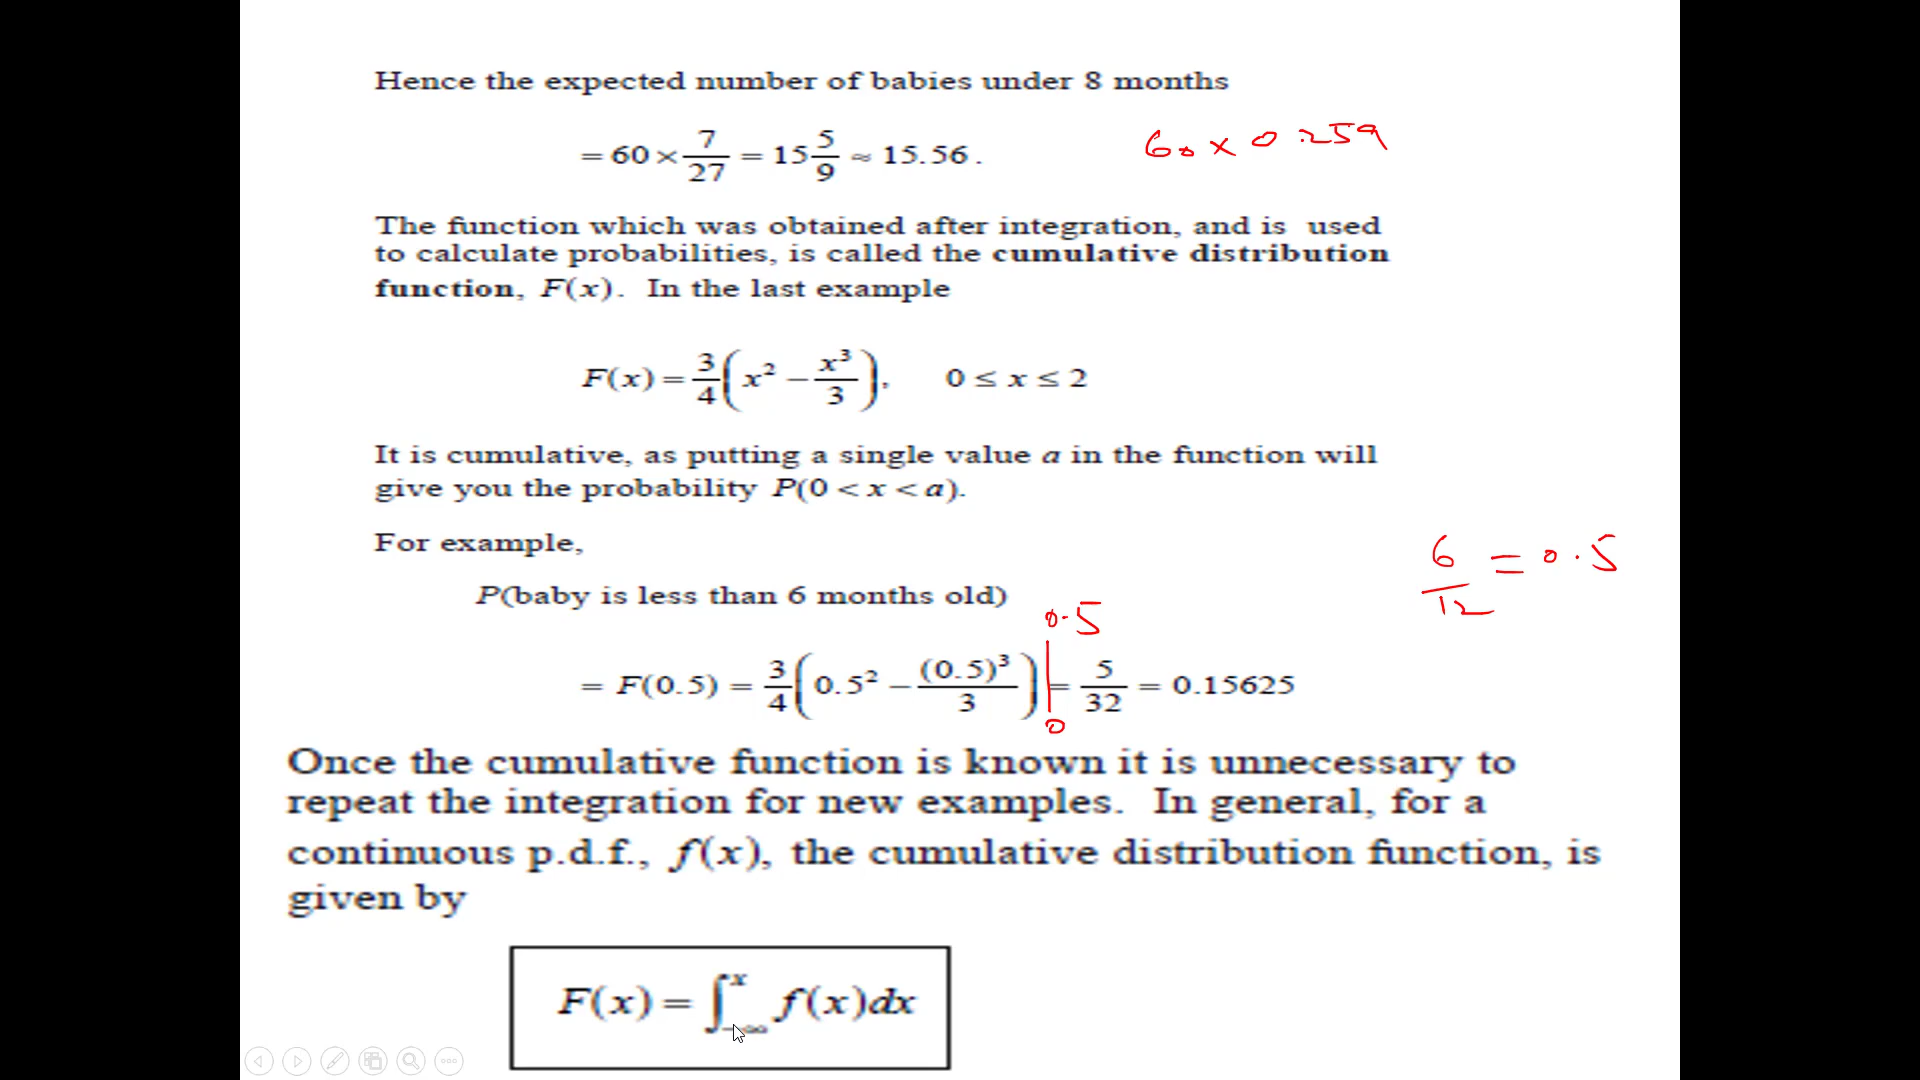 Hence the expected number of babies under 8 months
= 60 × 7/27 = 15 5/9 ≈ 15.56.
60 × 0.259
The function which was obtained after integration, and is used
to calculate probabilities, is called the cumulative distribution
function, F(x). In the last example
F(x) = 3/4 (x² − x³/3), 0 ≤ x ≤ 2
It is cumulative, as putting a single value a in the function will
give you the probability P(0 < x < a).
For example,
6/12 = 0.5
P(baby is less than 6 months old)
0.5
= F(0.5) = 3/4 (0.5² − (0.5)³/3) = 5/32 = 0.15625
0
Once the cumulative function is known it is unnecessary to
repeat the integration for new examples. In general, for a
continuous p.d.f., f(x), the cumulative distribution function, is
given by
F(x) = ∫_{-∞}^{x} f(x)dx